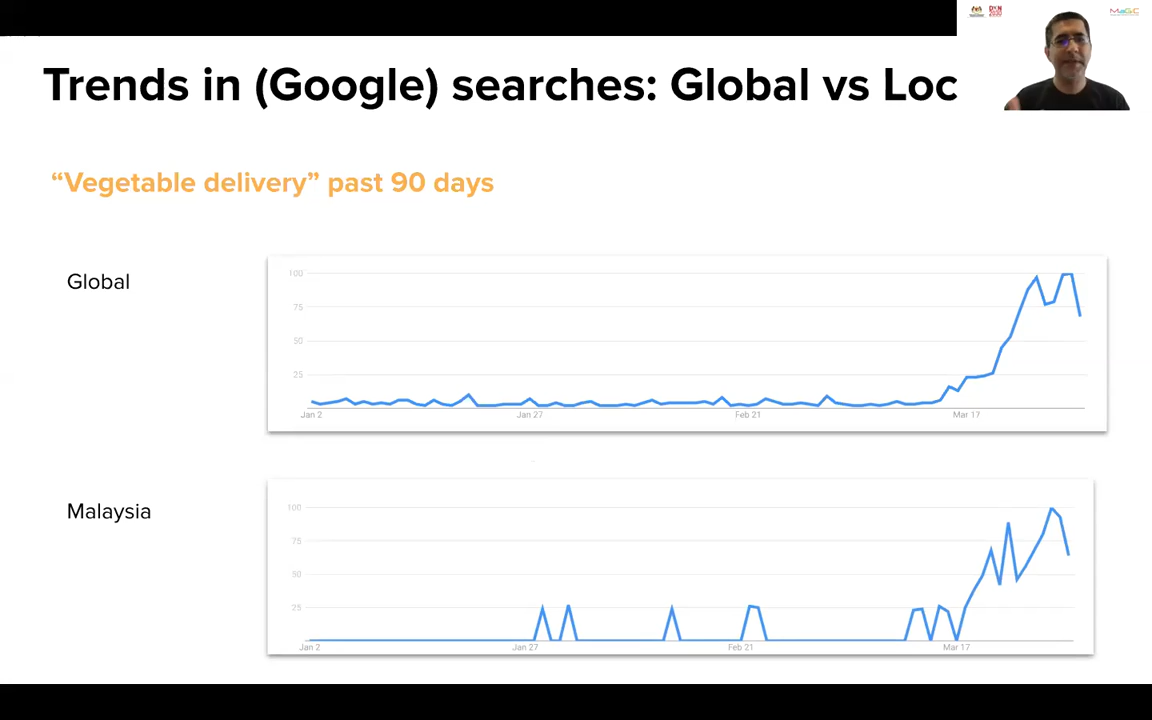 MaGIC
Trends in (Google) searches: Global vs Loc
“Vegetable delivery” past 90 days
Global
100
75
50
25
Jan 2 Jan 27 Feb 21 Mar 17
Malaysia
100
75
50
25
Jan 2 Jan 27 Feb 21 Mar 17